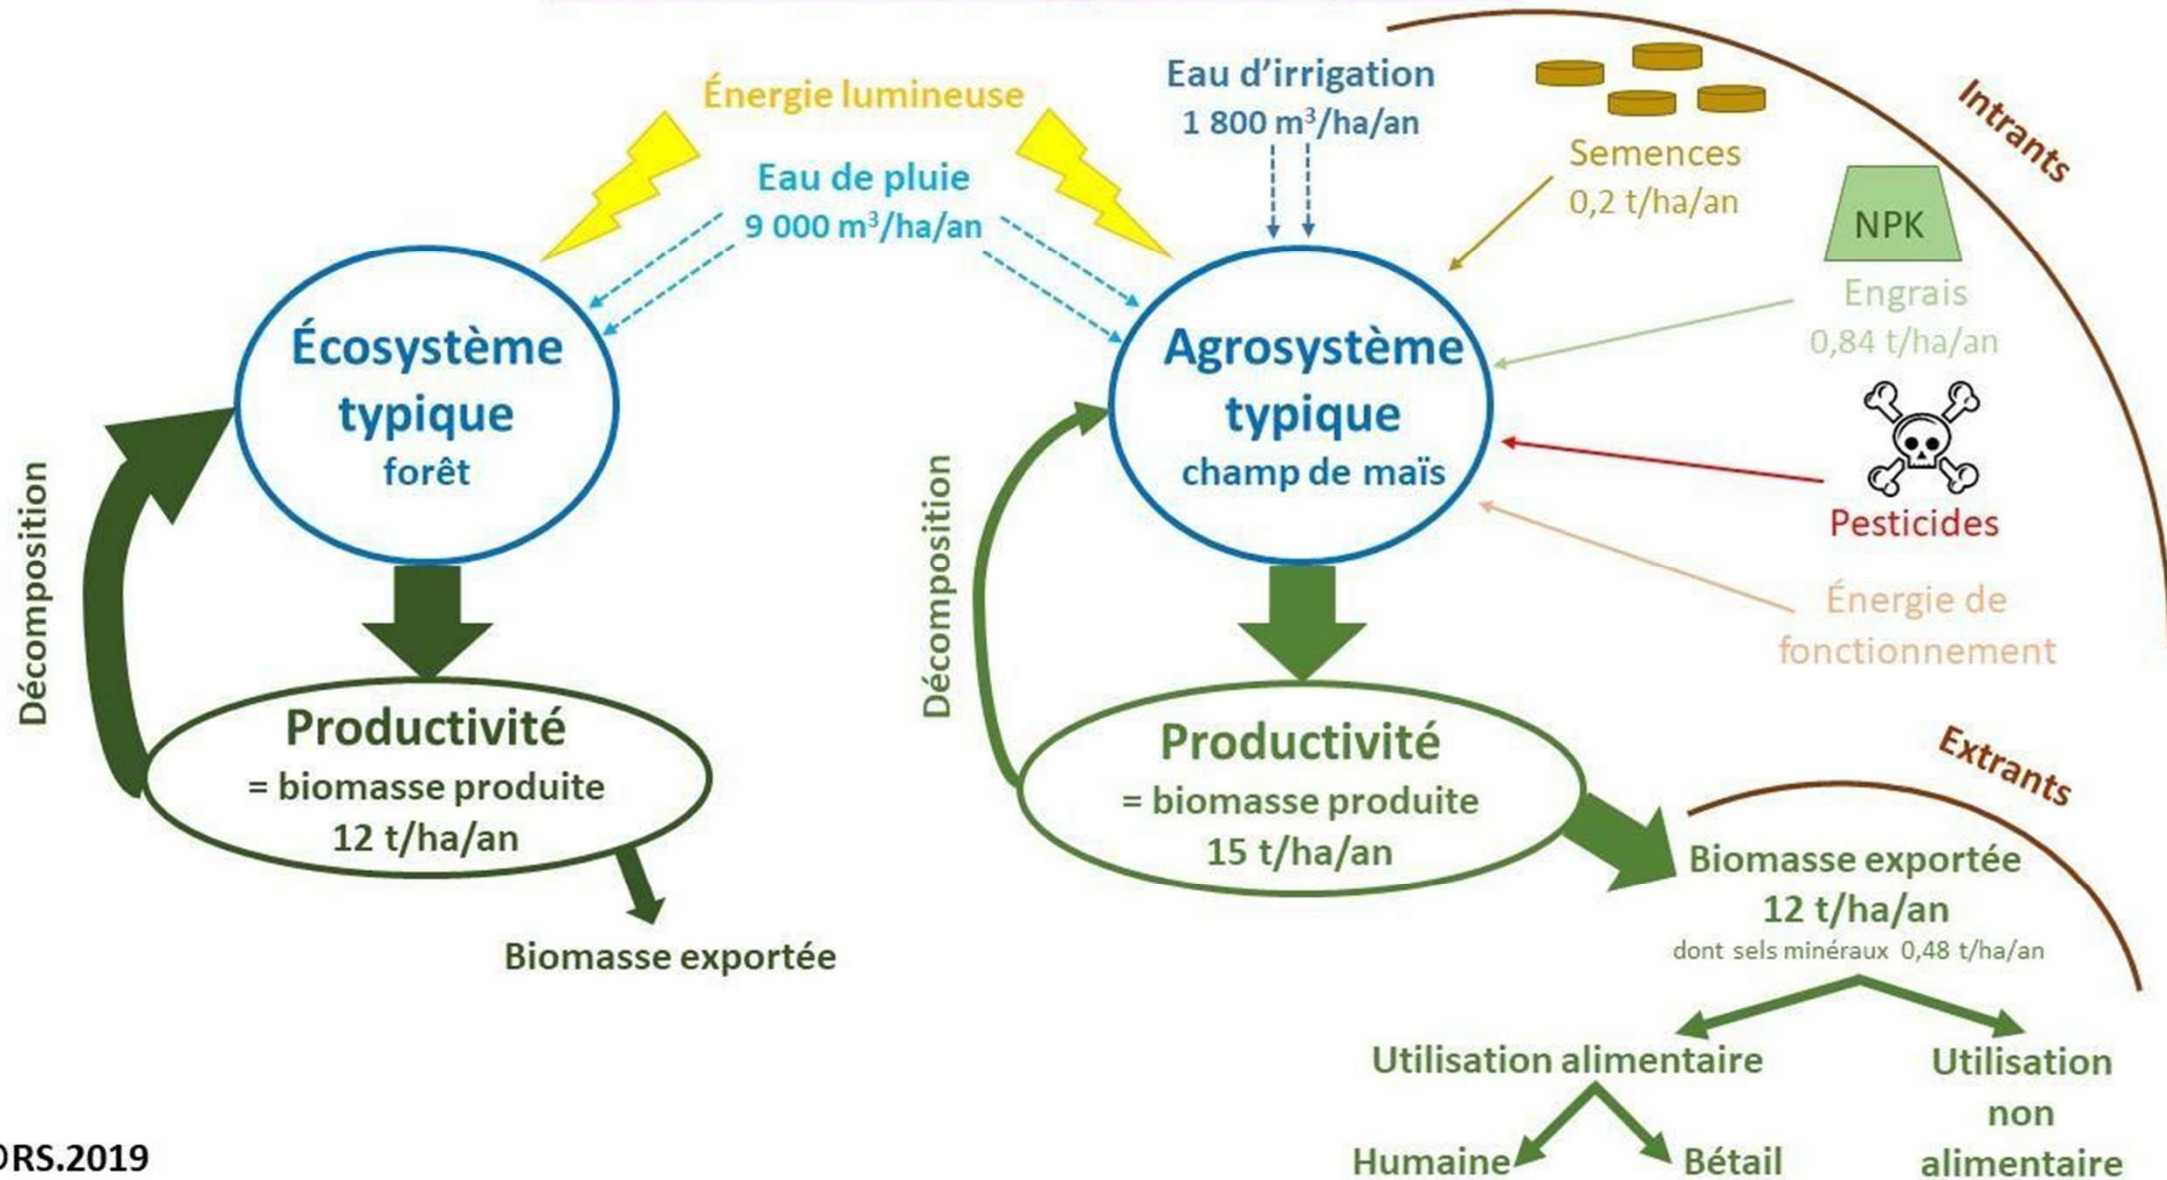 Énergie lumineuse
Eau de pluie
9 000 m³/ha/an
Eau d’irrigation
1 800 m³/ha/an
Semences
0,2 t/ha/an
Intrants
NPK
Engrais
0,84 t/ha/an
Pesticides
Énergie de
fonctionnement
Écosystème
typique
forêt
Agrosystème
typique
champ de maïs
Décomposition
Décomposition
Productivité
= biomasse produite
12 t/ha/an
Biomasse exportée
Productivité
= biomasse produite
15 t/ha/an
Extrants
Biomasse exportée
12 t/ha/an
dont sels minéraux 0,48 t/ha/an
Utilisation alimentaire
Utilisation
non
alimentaire
Humaine
Bétail
RS.2019